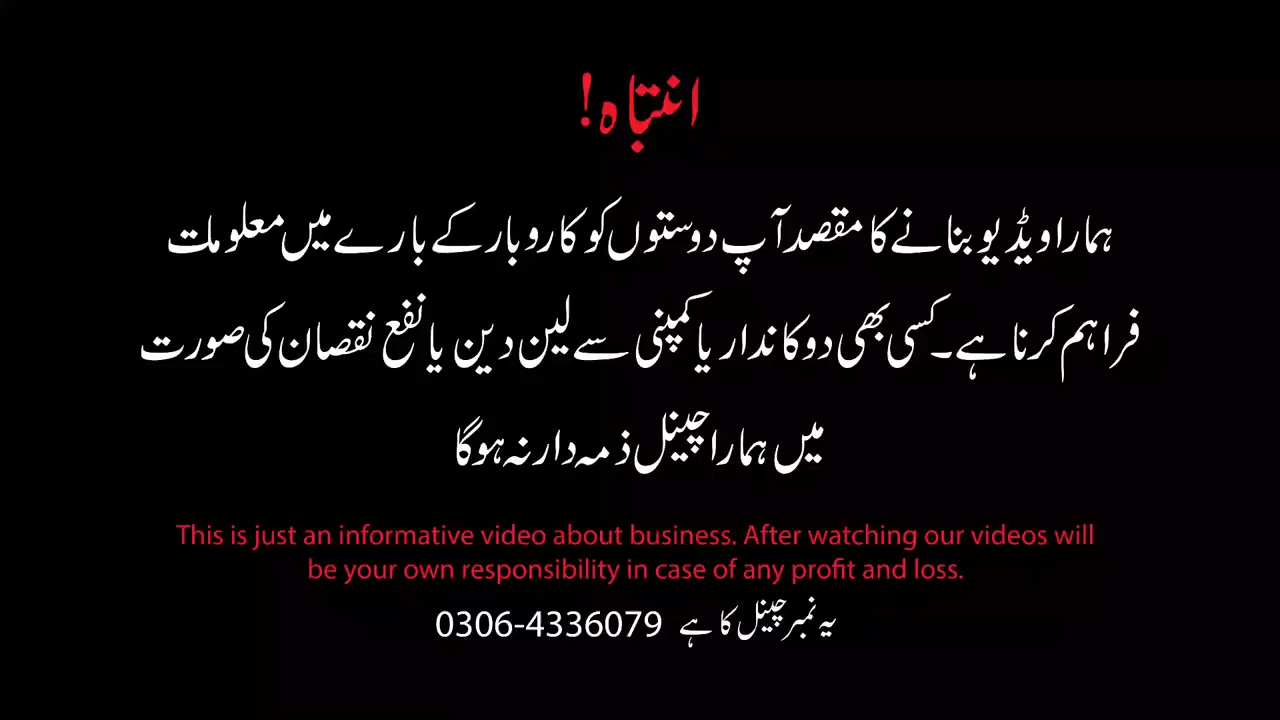 انتباہ!
ہمارا ویڈیو بنانے کا مقصد آپ دوستوں کو کاروبار کے بارے میں معلومات
فراہم کرنا ہے۔ کسی بھی دوکاندار یا کمپنی سے لین دین یا نفع نقصان کی صورت
میں ہمارا چینل ذمہ دار نہ ہوگا
This is just an informative video about business. After watching our videos will
be your own responsibility in case of any profit and loss.
یہ نمبر چینل کا ہے 0306-4336079